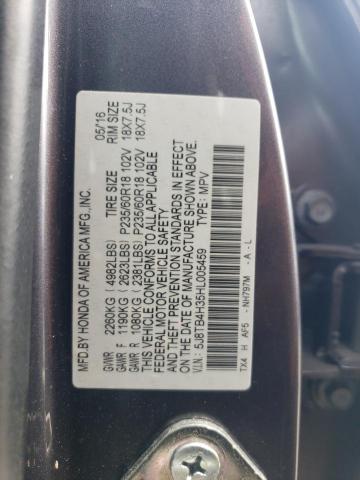 MFD.BY HONDA OF AMERICA MFG.,INC. 05/16
TIRE SIZE RIM SIZE
GVWR 2260KG (4982LBS)
GAWR F 1190KG (2623LBS) P235/60R18 102V 18X7.5J
GAWR R 1080KG (2381LBS) P235/60R18 102V 18X7.5J
THIS VEHICLE CONFORMS TO ALL APPLICABLE
FEDERAL MOTOR VEHICLE SAFETY
AND THEFT PREVENTION STANDARDS IN EFFECT
ON THE DATE OF MANUFACTURE SHOWN ABOVE.
5J8TB4H35HL005459 TYPE: MPV
TX4 H AF5 - NH797M - A - L